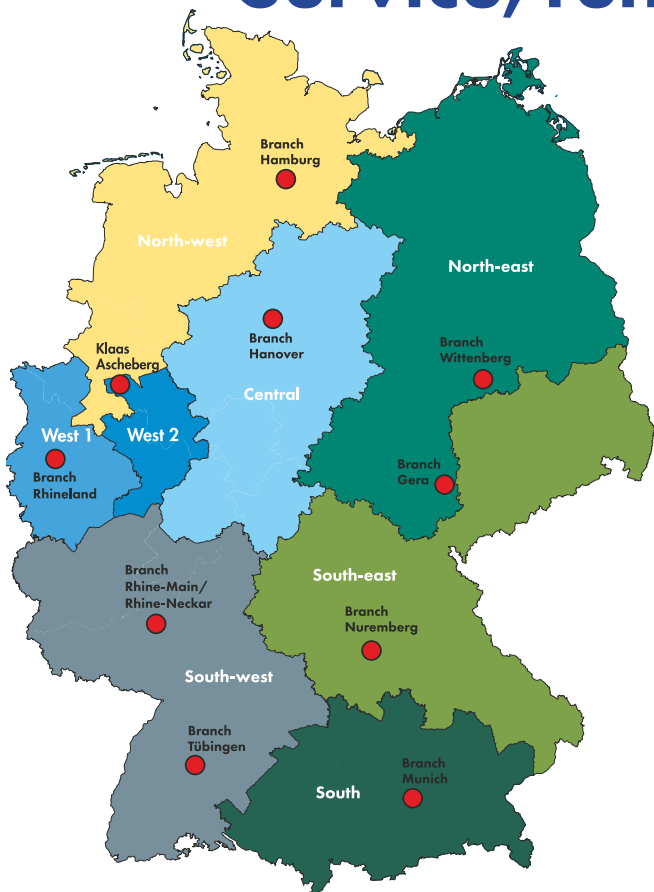 Branch
Hamburg
North-west
North-east
Branch
Hanover
Branch
Wittenberg
Klaas
Ascheberg
Central
West 1
West 2
Branch
Rhineland
Branch
Gera
South-east
Branch
Rhine-Main/
Rhine-Neckar
Branch
Nuremberg
South-west
Branch
Tübingen
South
Branch
Munich